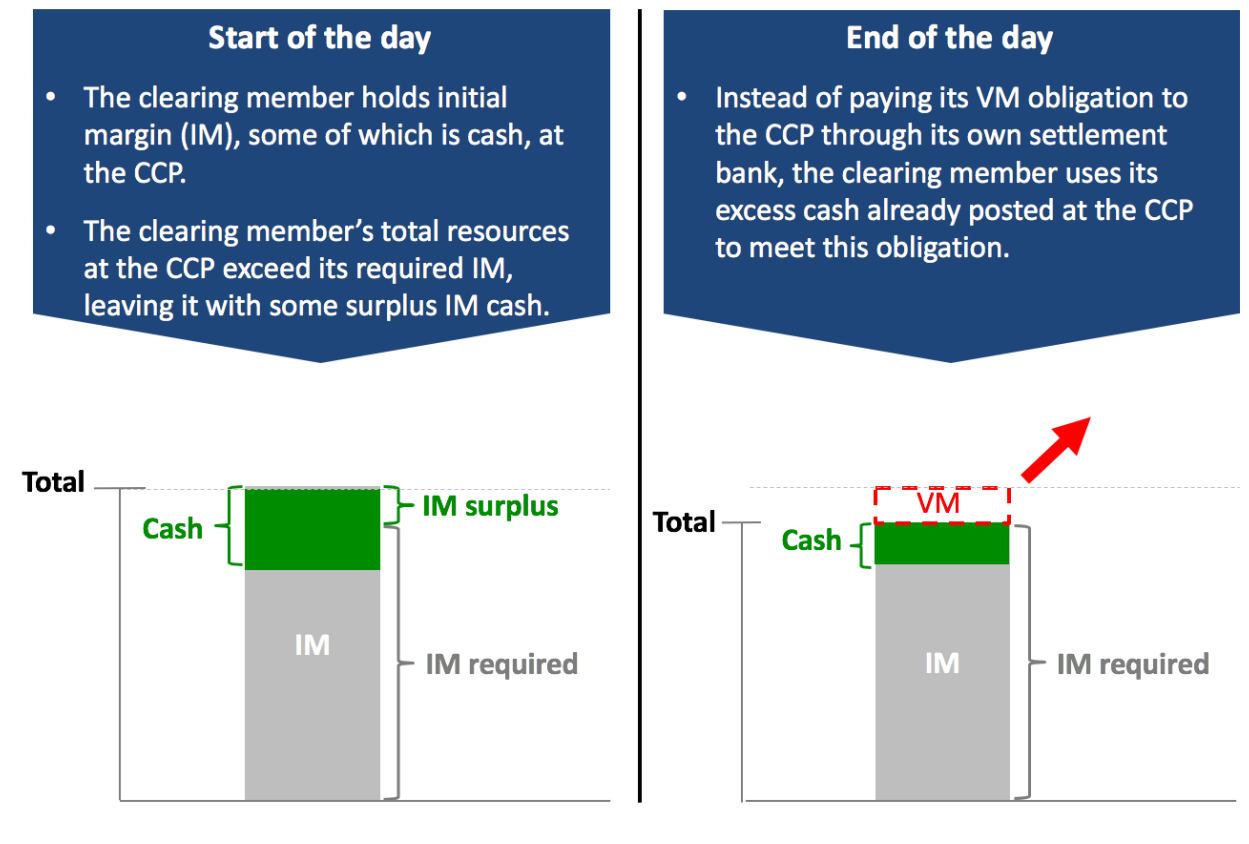 Start of the day
• The clearing member holds initial
margin (IM), some of which is cash, at
the CCP.
• The clearing member’s total resources
at the CCP exceed its required IM,
leaving it with some surplus IM cash.
End of the day
• Instead of paying its VM obligation to
the CCP through its own settlement
bank, the clearing member uses its
excess cash already posted at the CCP
to meet this obligation.
Total
Cash
IM surplus
IM
IM required
Total
VM
Cash
IM
IM required